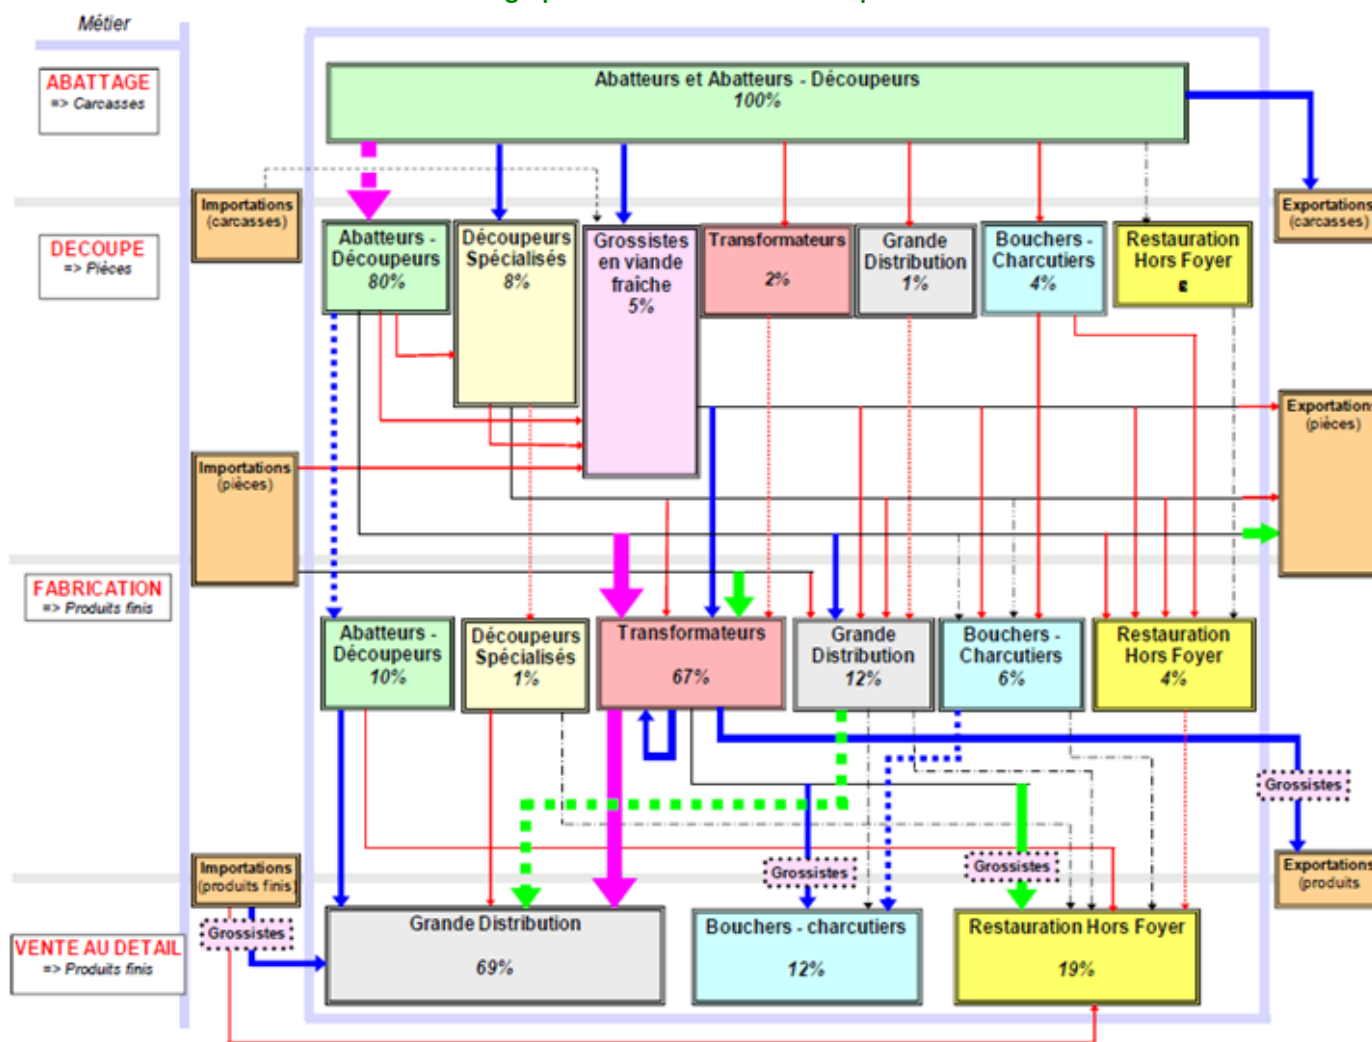 Métier
ABATTAGE
=> Carcasses
Abatteurs et Abatteurs - Découpeurs
100%
Importations
(carcasses)
Exportations
(carcasses)
DECOUPE
=> Pièces
Abatteurs -
Découpeurs
80%
Découpeurs
Spécialisés
8%
Grossistes
en viande
fraîche
5%
Transformateurs
2%
Grande
Distribution
1%
Bouchers -
Charcutiers
4%
Restauration
Hors Foyer
ε
Exportations
(pièces)
Importations
(pièces)
FABRICATION
=> Produits finis
Abatteurs -
Découpeurs
10%
Découpeurs
Spécialisés
1%
Transformateurs
67%
Grande
Distribution
12%
Bouchers -
Charcutiers
6%
Restauration
Hors Foyer
4%
Grossistes
Grossistes
Grossistes
Importations
(produits finis)
Exportations
(produits
Grossistes
VENTE AU DETAIL
=> Produits finis
Grande Distribution
69%
Bouchers - charcutiers
12%
Restauration Hors Foyer
19%